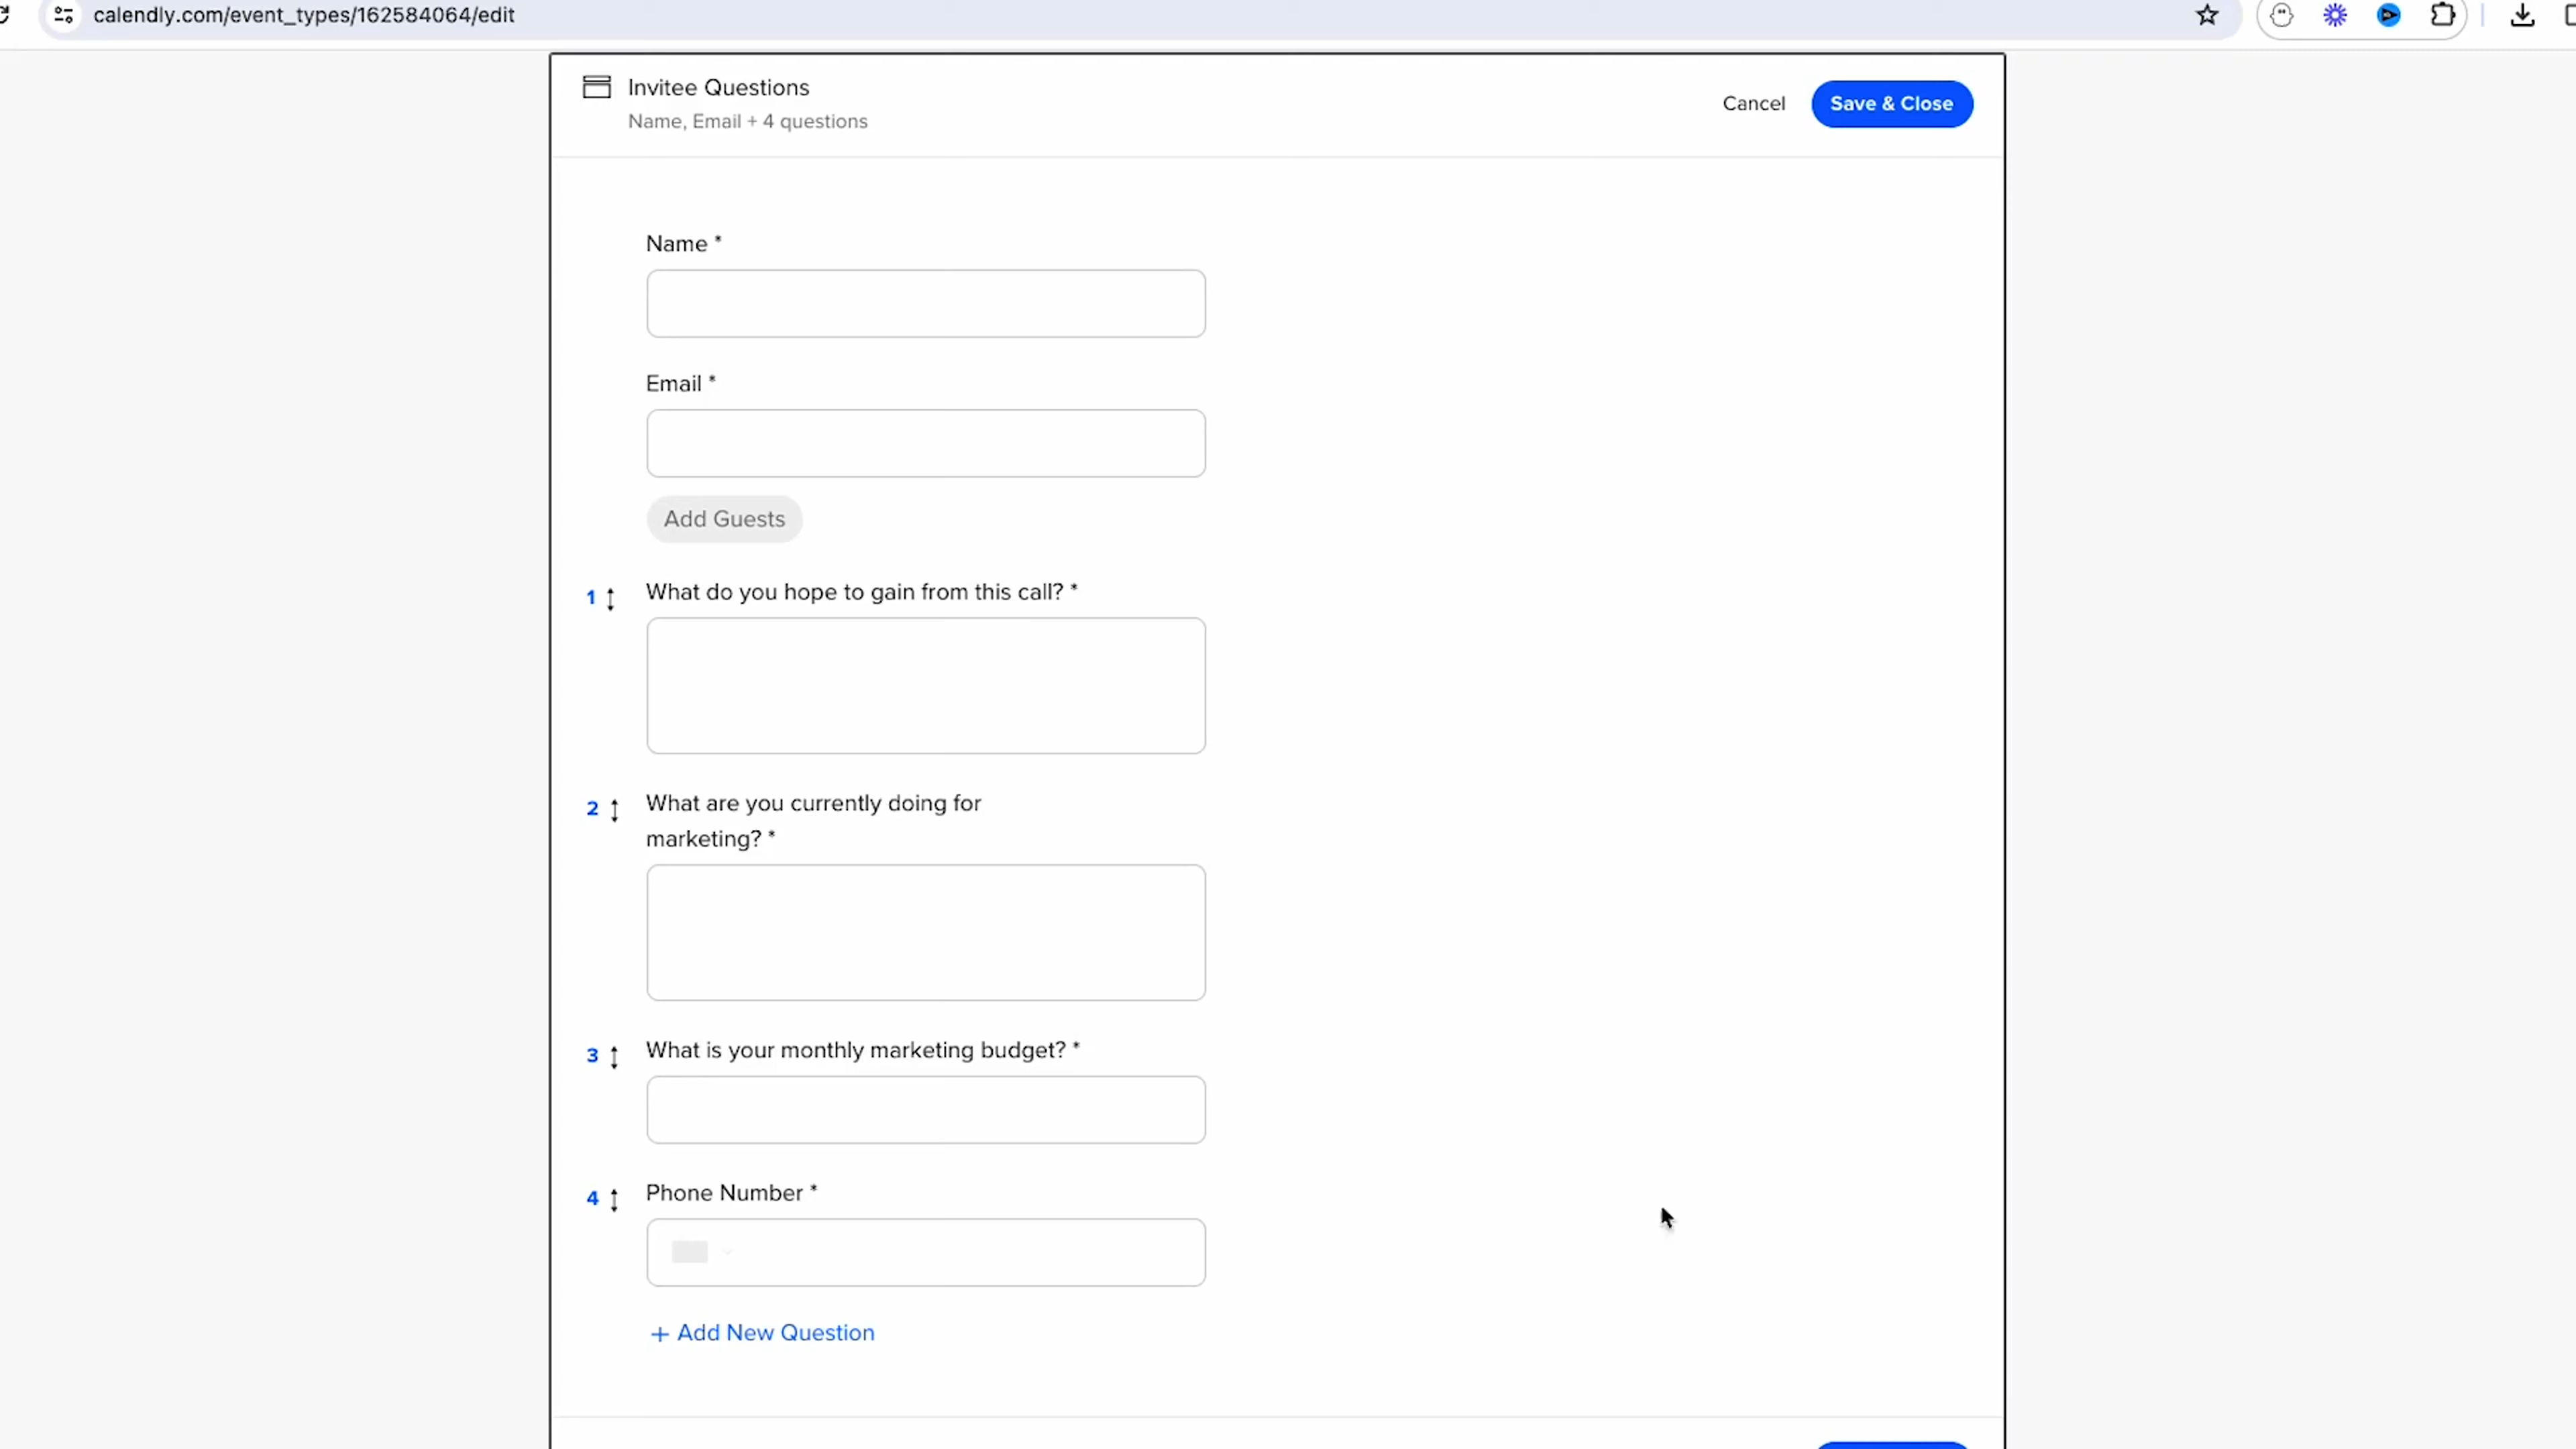 calendly.com/event_types/162584064/edit
Invitee Questions
Name, Email + 4 questions
Cancel
Save & Close
Name *
Email *
Add Guests
1
What do you hope to gain from this call? *
2
What are you currently doing for
marketing? *
3
What is your monthly marketing budget? *
4
Phone Number *
+ Add New Question